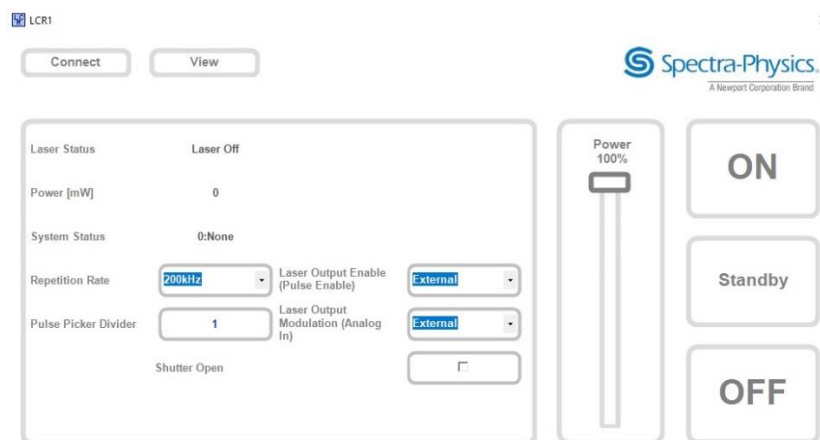 LCR1
Connect
View
Spectra-Physics.
A Newport Corporation Brand
Laser Status
Laser Off
Power [mW]
0
System Status
0:None
Repetition Rate
200kHz
Laser Output Enable
(Pulse Enable)
External
Pulse Picker Divider
1
Laser Output
Modulation (Analog
In)
External
Shutter Open
Power
100%
ON
Standby
OFF